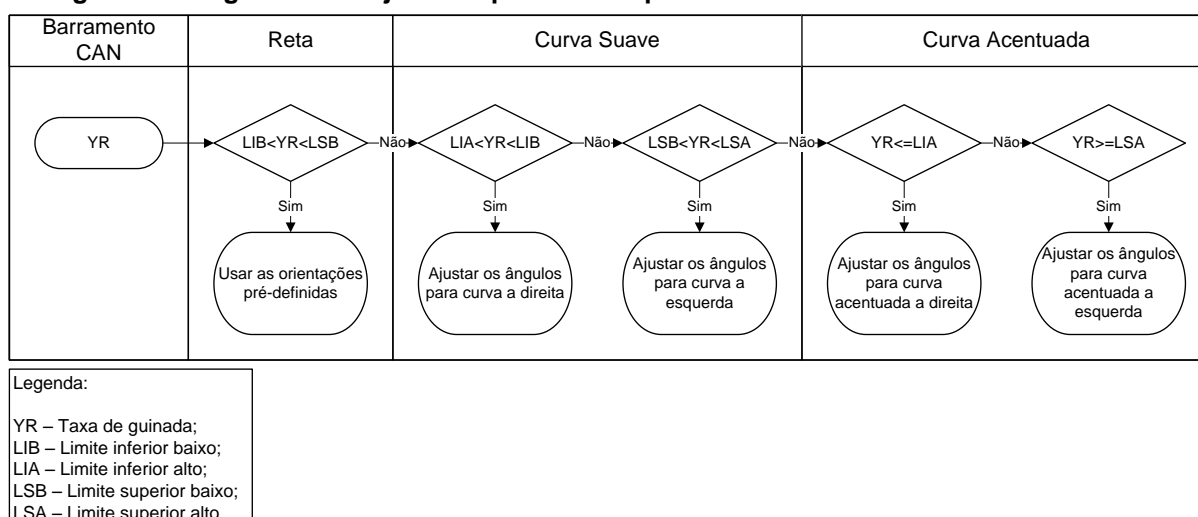 Barramento
CAN
Reta
Curva Suave
Curva Acentuada
YR
LIB<YR<LSB
Não
LIA<YR<LIB
Não
LSB<YR<LSA
Não
YR<=LIA
Não
YR>=LSA
Sim
Sim
Sim
Sim
Sim
Usar as orientações
pré-definidas
Ajustar os ângulos
para curva a direita
Ajustar os ângulos
para curva a
esquerda
Ajustar os ângulos
para curva
acentuada a direita
Ajustar os ângulos
para curva
acentuada a
esquerda
Legenda:
YR – Taxa de guinada;
LIB – Limite inferior baixo;
LIA – Limite inferior alto;
LSB – Limite superior baixo;
LSA – Limite superior alto